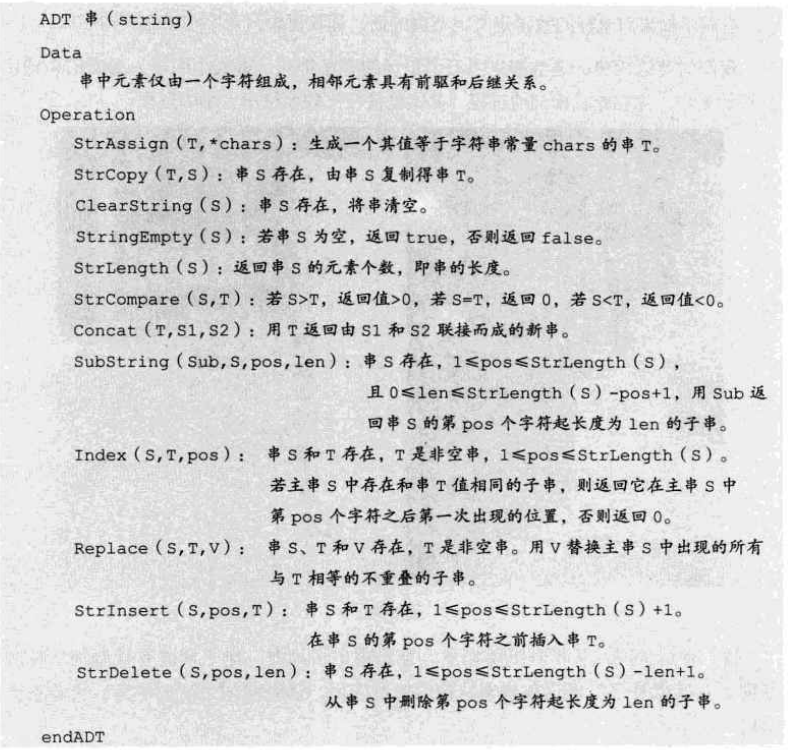 ADT 串(string)
Data
串中元素仅由一个字符组成，相邻元素具有前驱和后继关系。
Operation
StrAssign(T,*chars)：生成一个其值等于字符串常量 chars 的串 T。
StrCopy(T,S)：串 S 存在，由串 S 复制得串 T。
ClearString(S)：串 S 存在，将串清空。
StringEmpty(S)：若串 S 为空，返回 true，否则返回 false。
StrLength(S)：返回串 S 的元素个数，即串的长度。
StrCompare(S,T)：若 S>T，返回值>0，若 S=T，返回 0，若 S<T，返回值<0。
Concat(T,S1,S2)：用 T 返回由 S1 和 S2 联接而成的新串。
SubString(Sub,S,pos,len)：串 S 存在，1≤pos≤StrLength(S)，
且 0≤len≤StrLength(S)-pos+1，用 Sub 返
回串 S 的第 pos 个字符起长度为 len 的子串。
Index(S,T,pos)： 串 S 和 T 存在，T 是非空串，1≤pos≤StrLength(S)。
若主串 S 中存在和串 T 值相同的子串，则返回它在主串 S 中
第 pos 个字符之后第一次出现的位置，否则返回 0。
Replace(S,T,V)： 串 S、T 和 V 存在，T 是非空串。用 V 替换主串 S 中出现的所有
与 T 相等的不重叠的子串。
StrInsert(S,pos,T)： 串 S 和 T 存在，1≤pos≤StrLength(S)+1。
在串 S 的第 pos 个字符之前插入串 T。
StrDelete(S,pos,len)：串 S 存在，1≤pos≤StrLength(S)-len+1。
从串 S 中删除第 pos 个字符起长度为 len 的子串。
endADT